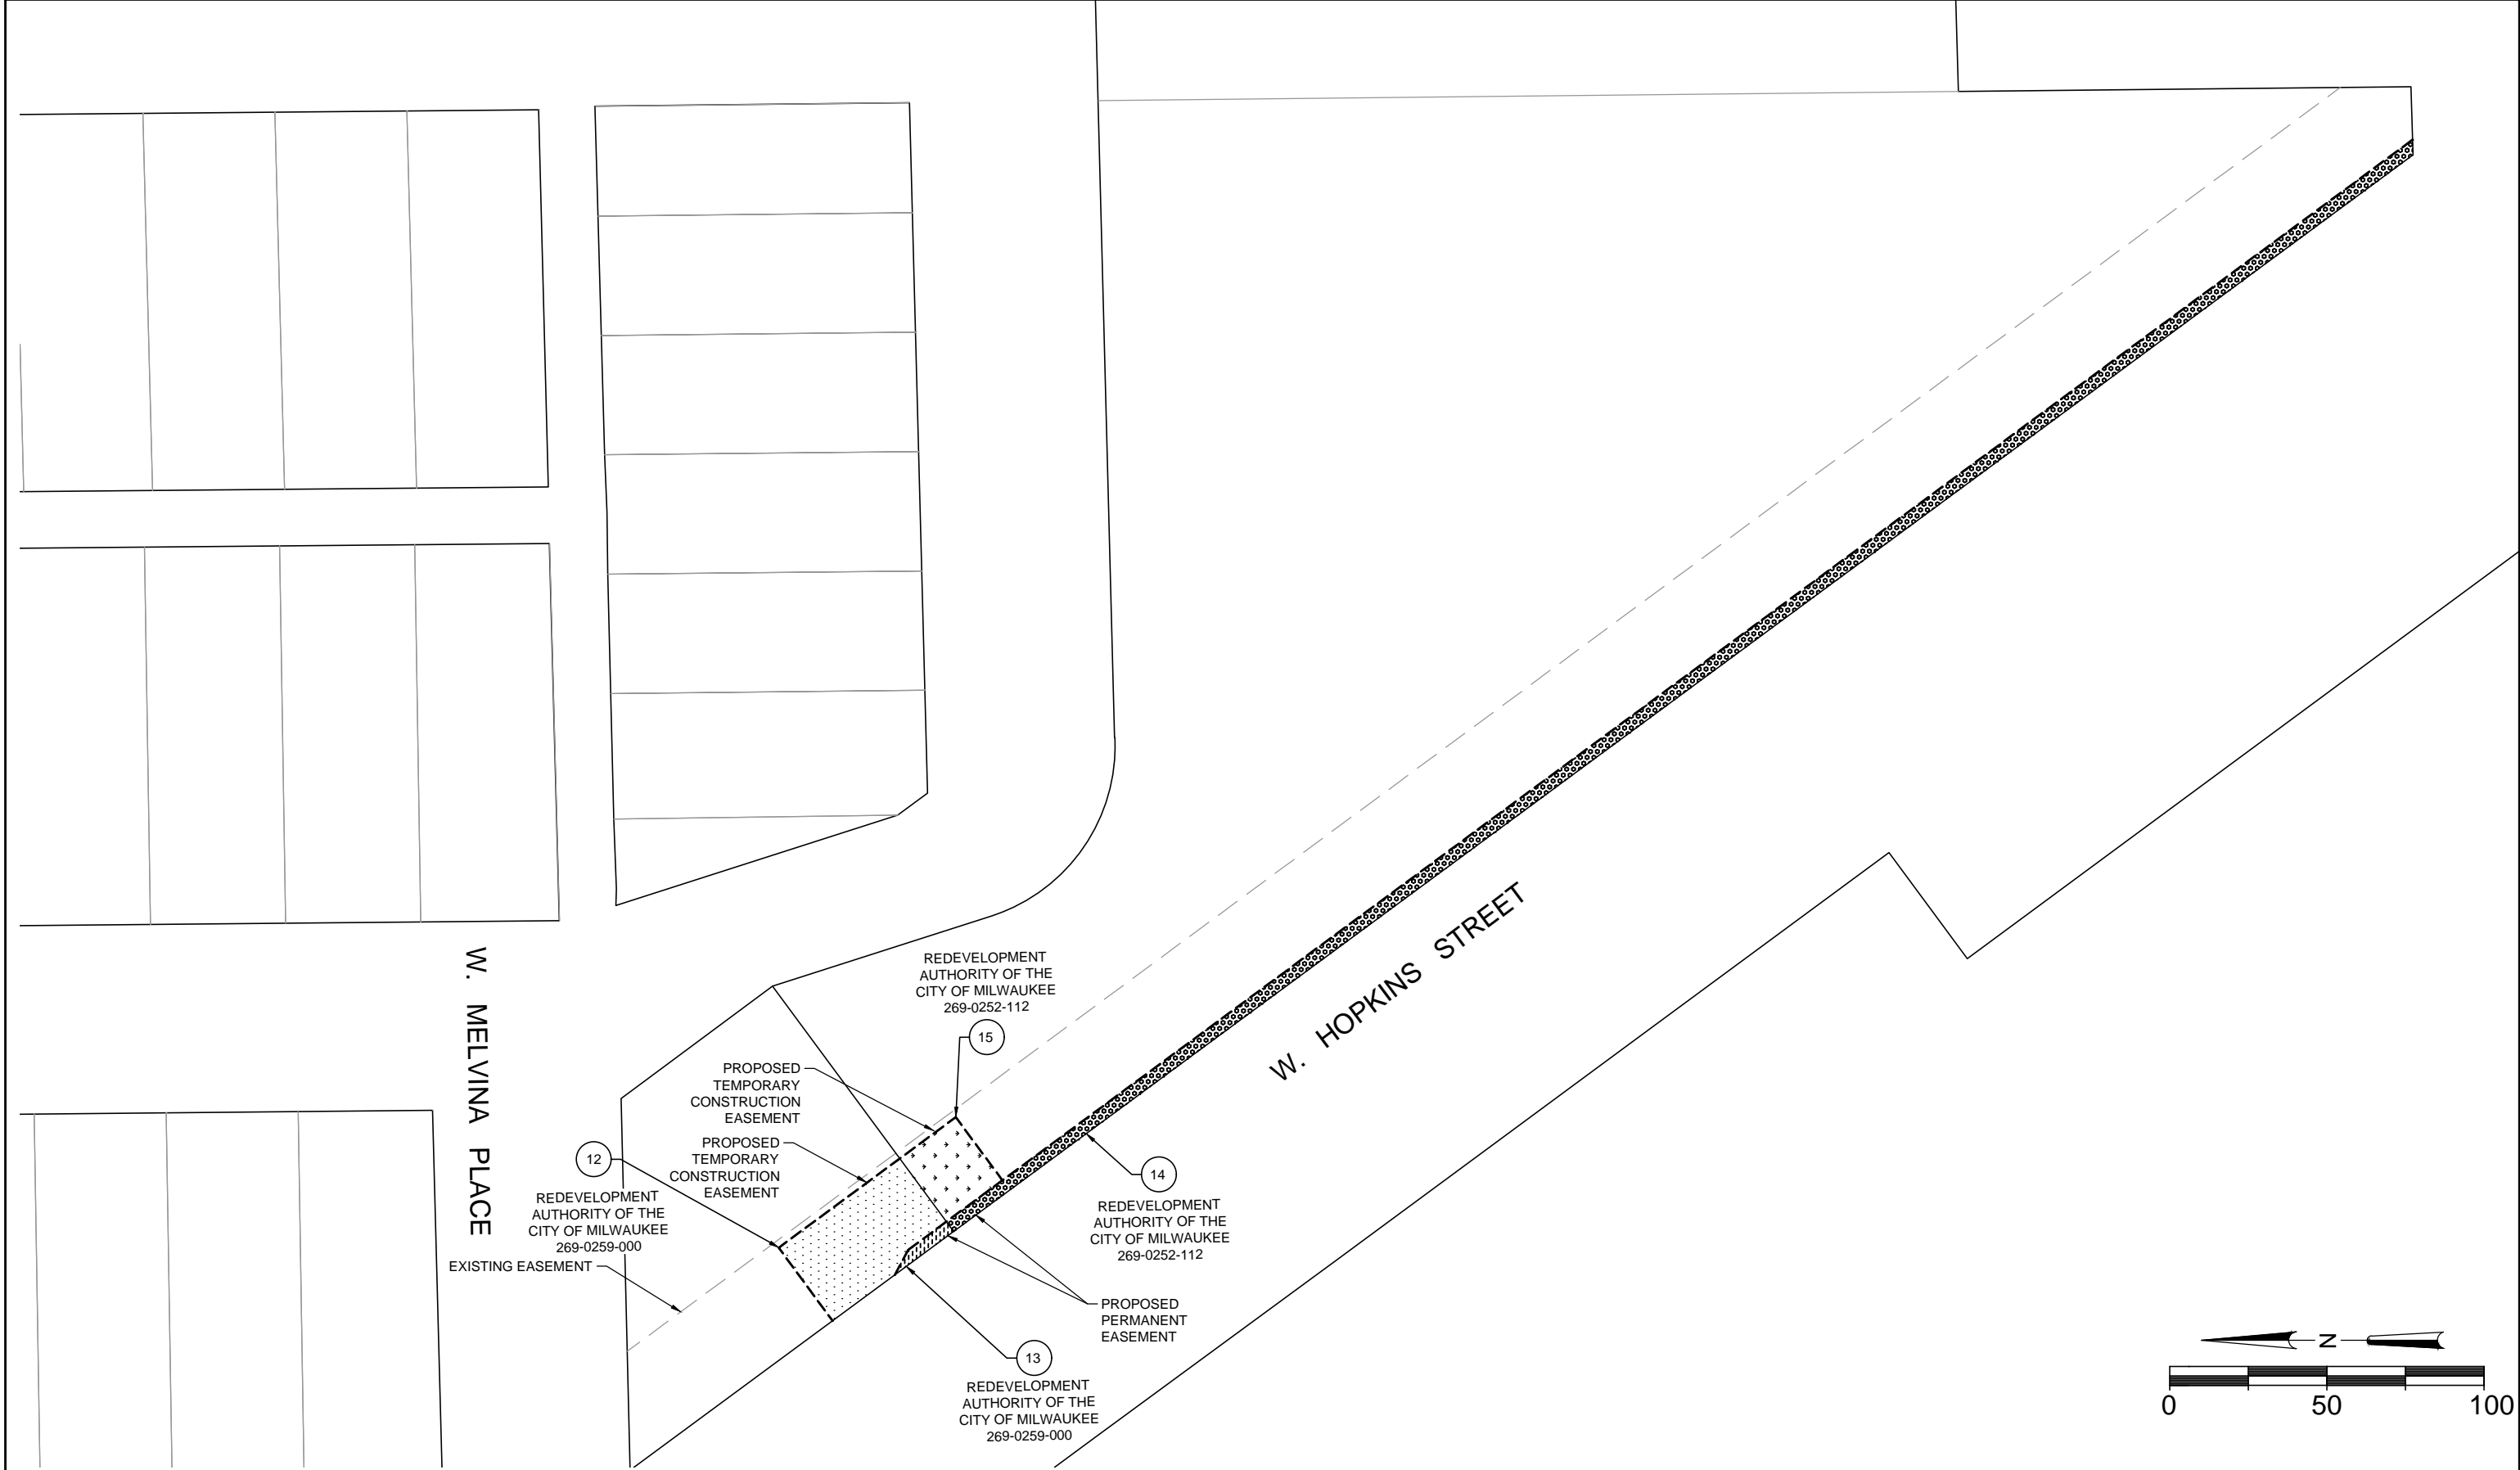 W. MELVINA PLACE
REDEVELOPMENT
AUTHORITY OF THE
CITY OF MILWAUKEE
269-0252-112
15
PROPOSED
TEMPORARY
CONSTRUCTION
EASEMENT
PROPOSED
TEMPORARY
CONSTRUCTION
EASEMENT
12
REDEVELOPMENT
AUTHORITY OF THE
CITY OF MILWAUKEE
269-0259-000
EXISTING EASEMENT
W. HOPKINS STREET
14
REDEVELOPMENT
AUTHORITY OF THE
CITY OF MILWAUKEE
269-0252-112
PROPOSED
PERMANENT
EASEMENT
13
REDEVELOPMENT
AUTHORITY OF THE
CITY OF MILWAUKEE
269-0259-000
N
0 50 100